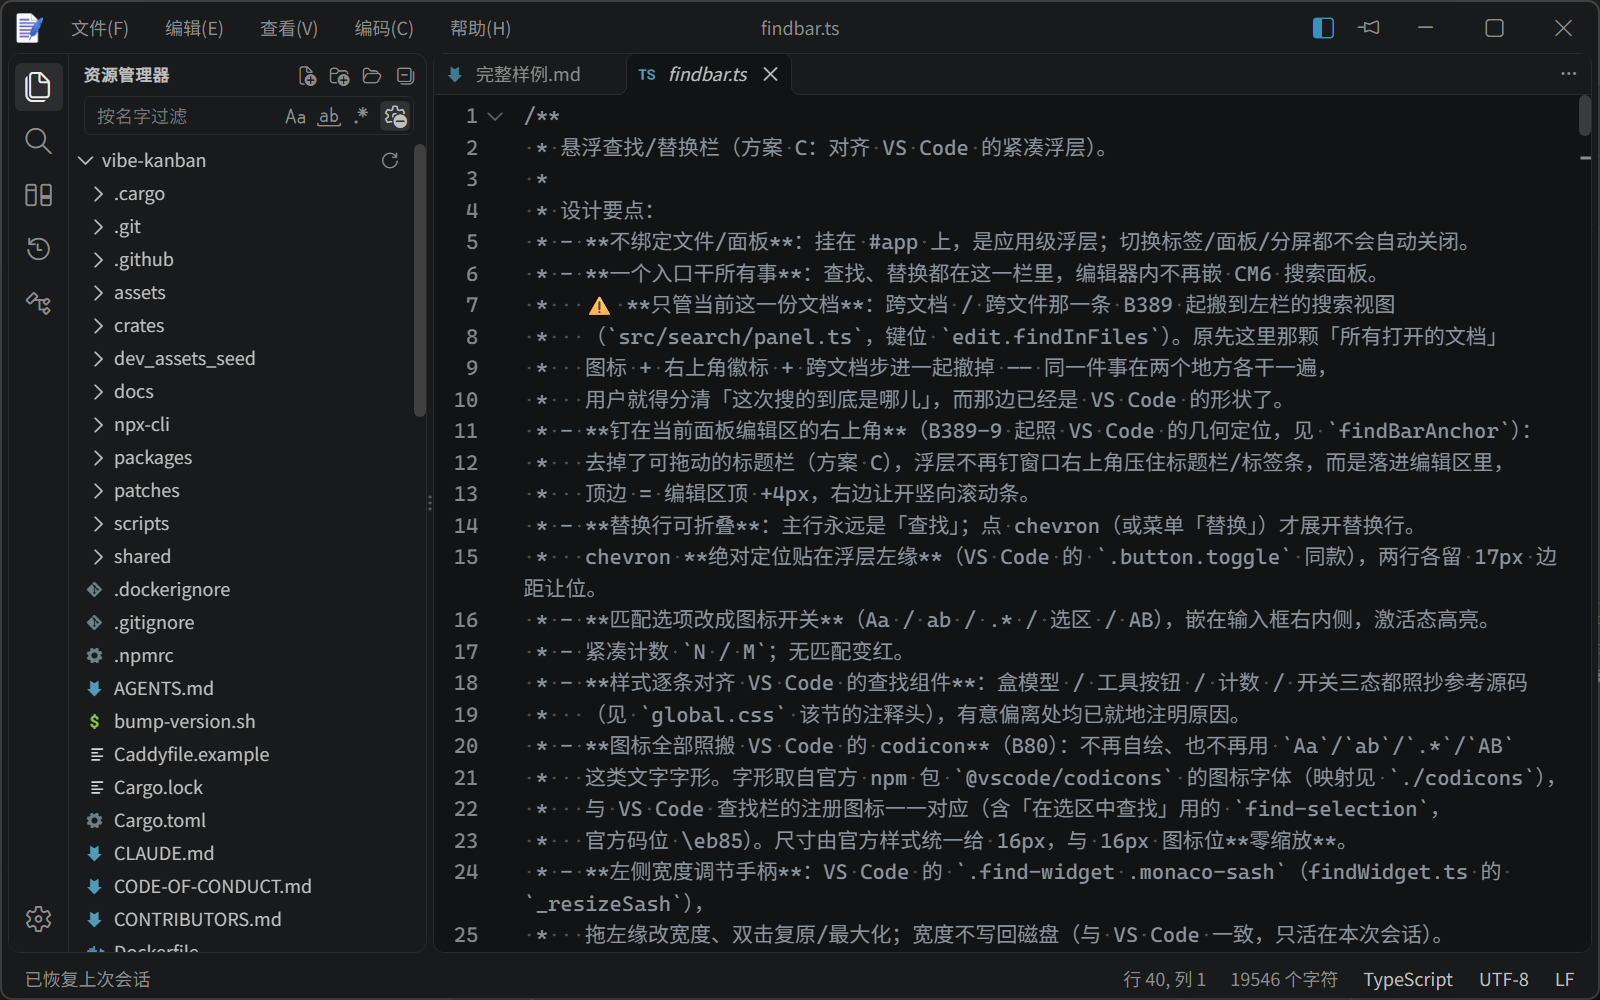 文件(F) 编辑(E) 查看(V) 编码(C) 帮助(H) findbar.ts
资源管理器
按名字过滤 Aa ab .*
vibe-kanban
.cargo
.git
.github
assets
crates
dev_assets_seed
docs
npx-cli
packages
patches
scripts
shared
.dockerignore
.gitignore
.npmrc
AGENTS.md
bump-version.sh
Caddyfile.example
Cargo.lock
Cargo.toml
CLAUDE.md
CODE-OF-CONDUCT.md
CONTRIBUTORS.md
Dockerfile
完整样例.md TS findbar.ts
1 /**
2 * 悬浮查找/替换栏（方案 C：对齐 VS Code 的紧凑浮层）。
3 *
4 * 设计要点：
5 * - **不绑定文件/面板**：挂在 #app 上，是应用级浮层；切换标签/面板/分屏都不会自动关闭。
6 * - **一个入口干所有事**：查找、替换都在这一栏里，编辑器内不再嵌 CM6 搜索面板。
7 * ⚠️ **只管当前这一份文档**：跨文档 / 跨文件那一条 B389 起搬到左栏的搜索视图
8 * （`src/search/panel.ts`，键位 `edit.findInFiles`）。原先这里那颗「所有打开的文档」
9 * 图标 + 右上角徽标 + 跨文档步进一起撤掉 —— 同一件事在两个地方各干一遍，
10 * 用户就得分清「这次搜的到底是哪儿」，而那边已经是 VS Code 的形状了。
11 * - **钉在当前面板编辑区的右上角**（B389-9 起照 VS Code 的几何定位，见 `findBarAnchor`）：
12 * 去掉了可拖动的标题栏（方案 C），浮层不再钉窗口右上角压住标题栏/标签条，而是落进编辑区里，
13 * 顶边 = 编辑区顶 +4px，右边让开竖向滚动条。
14 * - **替换行可折叠**：主行永远是「查找」；点 chevron（或菜单「替换」）才展开替换行。
15 * chevron **绝对定位贴在浮层左缘**（VS Code 的 `.button.toggle` 同款），两行各留 17px 边
距让位。
16 * - **匹配选项改成图标开关**（Aa / ab / .* / 选区 / AB），嵌在输入框右内侧，激活态高亮。
17 * - 紧凑计数 `N / M`；无匹配变红。
18 * - **样式逐条对齐 VS Code 的查找组件**：盒模型 / 工具按钮 / 计数 / 开关三态都照抄参考源码
19 * （见 `global.css` 该节的注释头），有意偏离处均已就地注明原因。
20 * - **图标全部照搬 VS Code 的 codicon**（B80）：不再自绘、也不再用 `Aa`/`ab`/`.*`/`AB`
21 * 这类文字字形。字形取自官方 npm 包 `@vscode/codicons` 的图标字体（映射见 `./codicons`），
22 * 与 VS Code 查找栏的注册图标一一对应（含「在选区中查找」用的 `find-selection`，
23 * 官方码位 \eb85）。尺寸由官方样式统一给 16px，与 16px 图标位**零缩放**。
24 * - **左侧宽度调节手柄**：VS Code 的 `.find-widget .monaco-sash`（findWidget.ts 的
`_resizeSash`），
25 * 拖左缘改宽度、双击复原/最大化；宽度不写回磁盘（与 VS Code 一致，只活在本次会话）。
已恢复上次会话 行 40, 列 1 19546 个字符 TypeScript UTF-8 LF